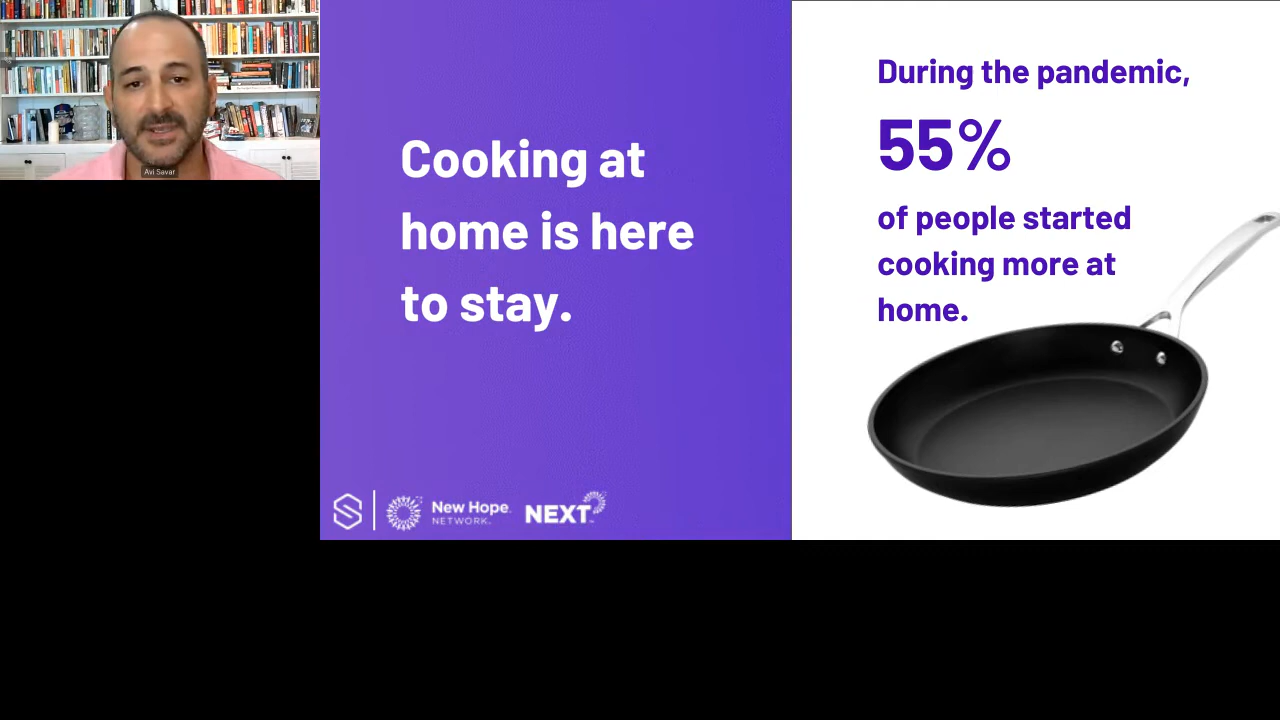 Avi Savar
Cooking at
home is here
to stay.
New Hope.
NETWORK.
NEXT
During the pandemic,
55%
of people started
cooking more at
home.